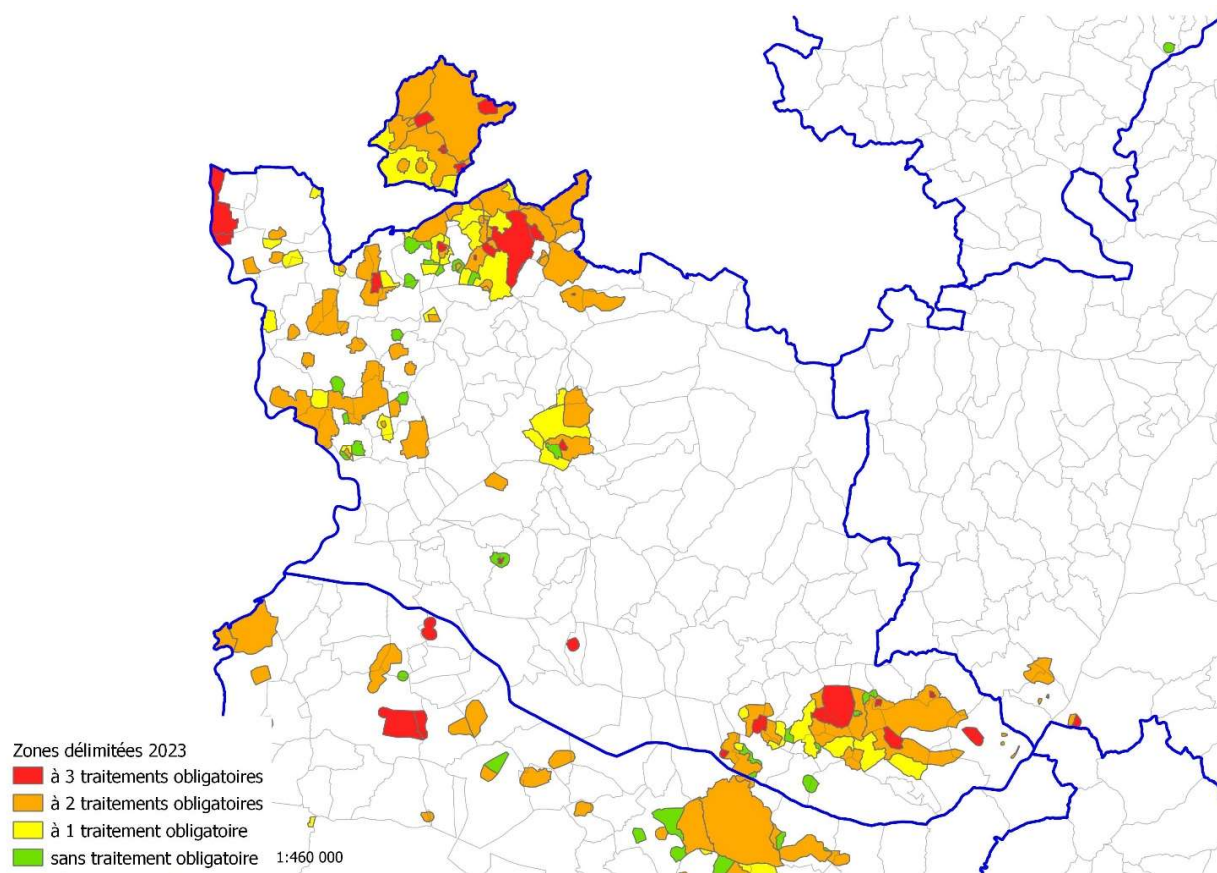 Zones délimitées 2023
à 3 traitements obligatoires
à 2 traitements obligatoires
à 1 traitement obligatoire
sans traitement obligatoire
1:460 000